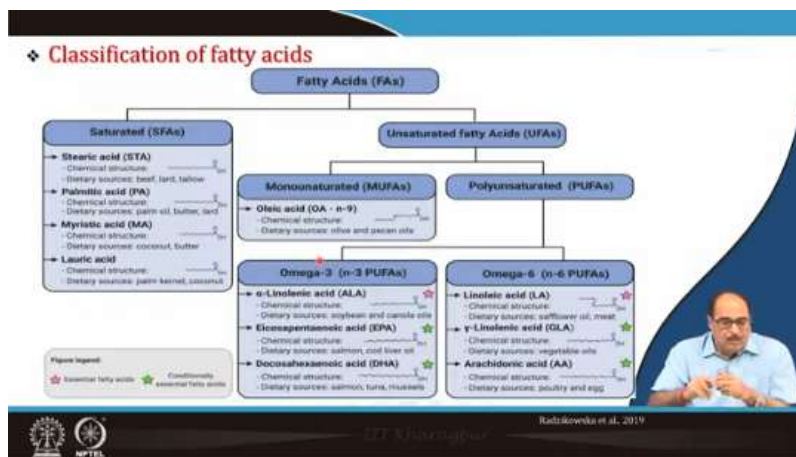 ❖ Classification of fatty acids
Fatty Acids (FAs)
Saturated (SFAs)
Stearic acid (STA)
- Chemical structure:
- Dietary sources: beef, lard, tallow
Palmitic acid (PA)
- Chemical structure:
- Dietary sources: palm oil, butter, lard
Myristic acid (MA)
- Chemical structure:
- Dietary sources: coconut, butter
Lauric acid
- Chemical structure:
- Dietary sources: palm kernel, coconut
Unsaturated fatty Acids (UFAs)
Monounaturated (MUFAs)
Oleic acid (OA - n-9)
- Chemical structure:
- Dietary sources: olive and pecan oils
Polyunsaturated (PUFAs)
Omega-3 (n-3 PUFAs)
α-Linolenic acid (ALA)
- Chemical structure:
- Dietary sources: soybean and canola oils
Eicosapentaenoic (EPA)
- Chemical structure:
- Dietary sources: salmon, cod liver oil
Docosahexaenoic (DHA)
- Chemical structure:
- Dietary sources: salmon, tuna, mussels
Omega-6 (n-6 PUFAs)
Linoleic acid (LA)
- Chemical structure:
- Dietary sources: safflower oil, meat
γ-Linolenic acid (GLA)
- Chemical structure:
- Dietary sources: vegetable oils
Arachidonic acid (AA)
- Chemical structure:
- Dietary sources: poultry and egg
Figure legend:
Essential fatty acids
Conditionally
essential fatty acids
Radzikowska et al., 2019
NPTEL
IIT Kharagpur